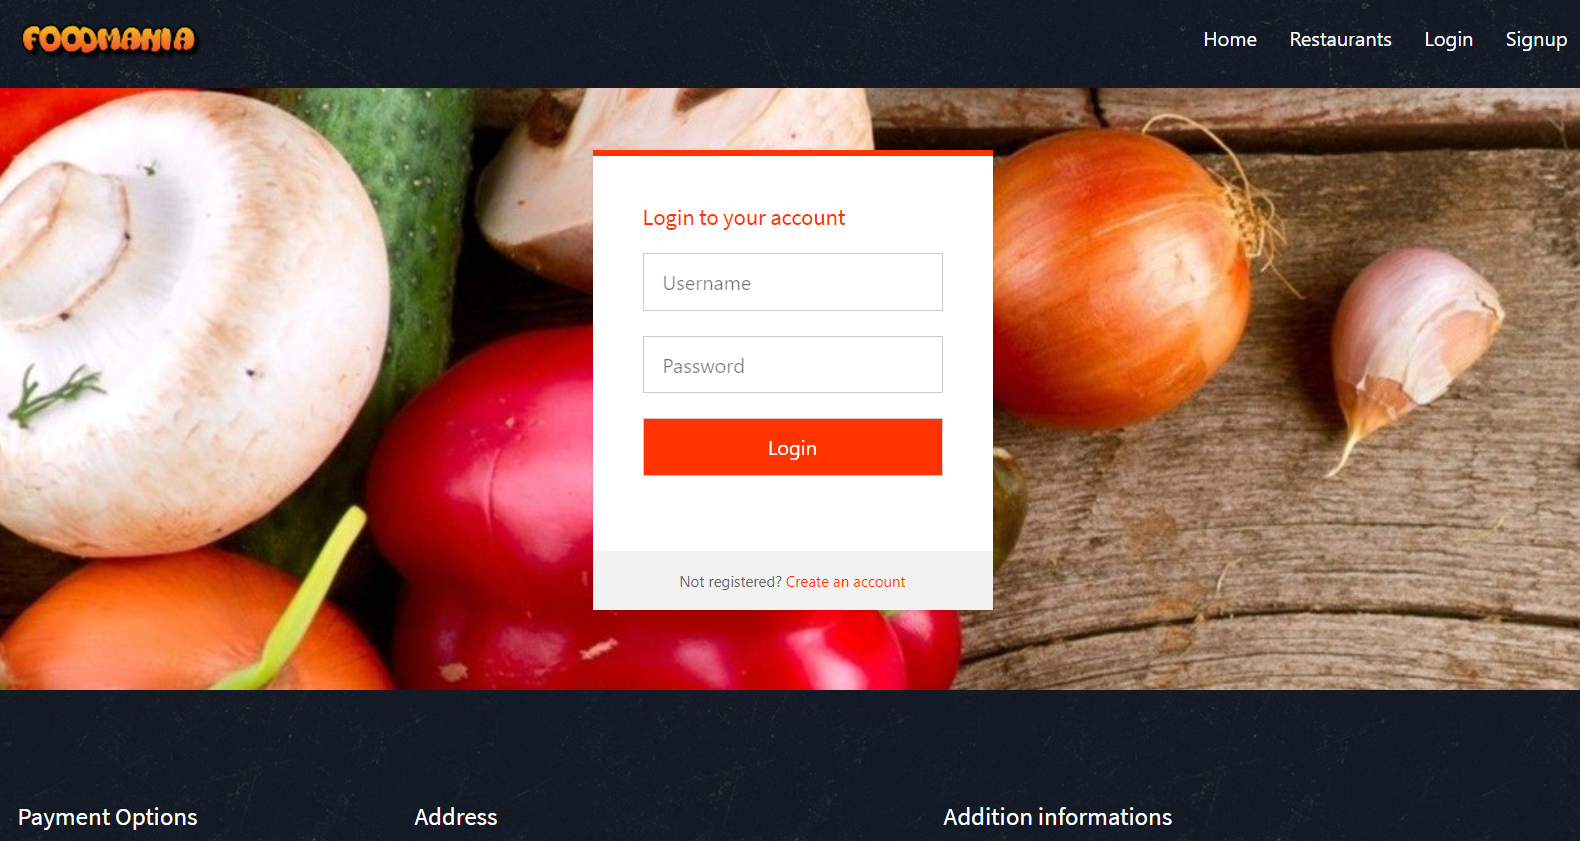 FOODMANIA
Home Restaurants Login Signup
Login to your account
Username
Password
Login
Not registered? Create an account
Payment Options Address Addition informations